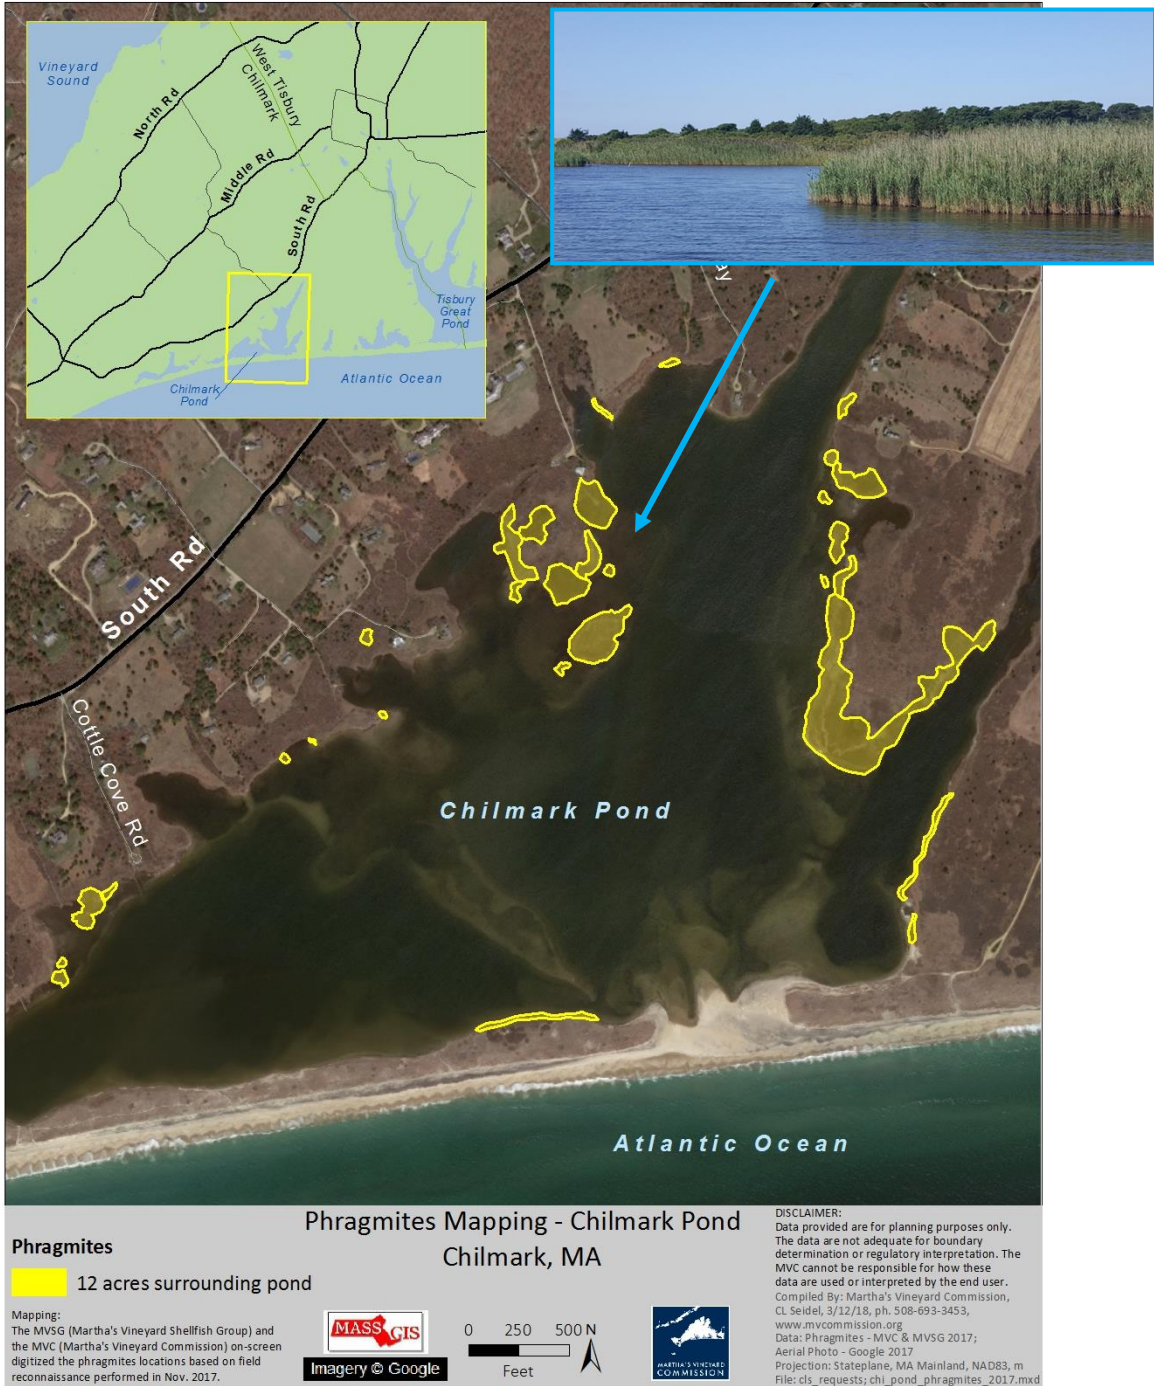 Vineyard
Sound
North Rd
West Tisbury
Chilmark
Middle Rd
South Rd
Tisbury
Great
Pond
Chilmark
Pond
Atlantic Ocean
South Rd
Cottle Cove Rd
Chilmark Pond
Atlantic Ocean
Phragmites Mapping - Chilmark Pond
Chilmark, MA
Phragmites
12 acres surrounding pond
Mapping:
The MVSG (Martha's Vineyard Shellfish Group) and
the MVC (Martha's Vineyard Commission) on-screen
digitized the phragmites locations based on field
reconnaissance performed in Nov. 2017.
MASS GIS
Imagery © Google
0 250 500 N
Feet
MARTHA'S VINEYARD
COMMISSION
DISCLAIMER:
Data provided are for planning purposes only.
The data are not adequate for boundary
determination or regulatory interpretation. The
MVC cannot be responsible for how these
data are used or interpreted by the end user.
Compiled By: Martha's Vineyard Commission,
CL Seidel, 3/12/18, ph. 508-693-3453,
www.mvcommission.org
Data: Phragmites - MVC & MVSG 2017;
Aerial Photo - Google 2017
Projection: Stateplane, MA Mainland, NAD83, m
File: cls_requests; chi_pond_phragmites_2017.mxd